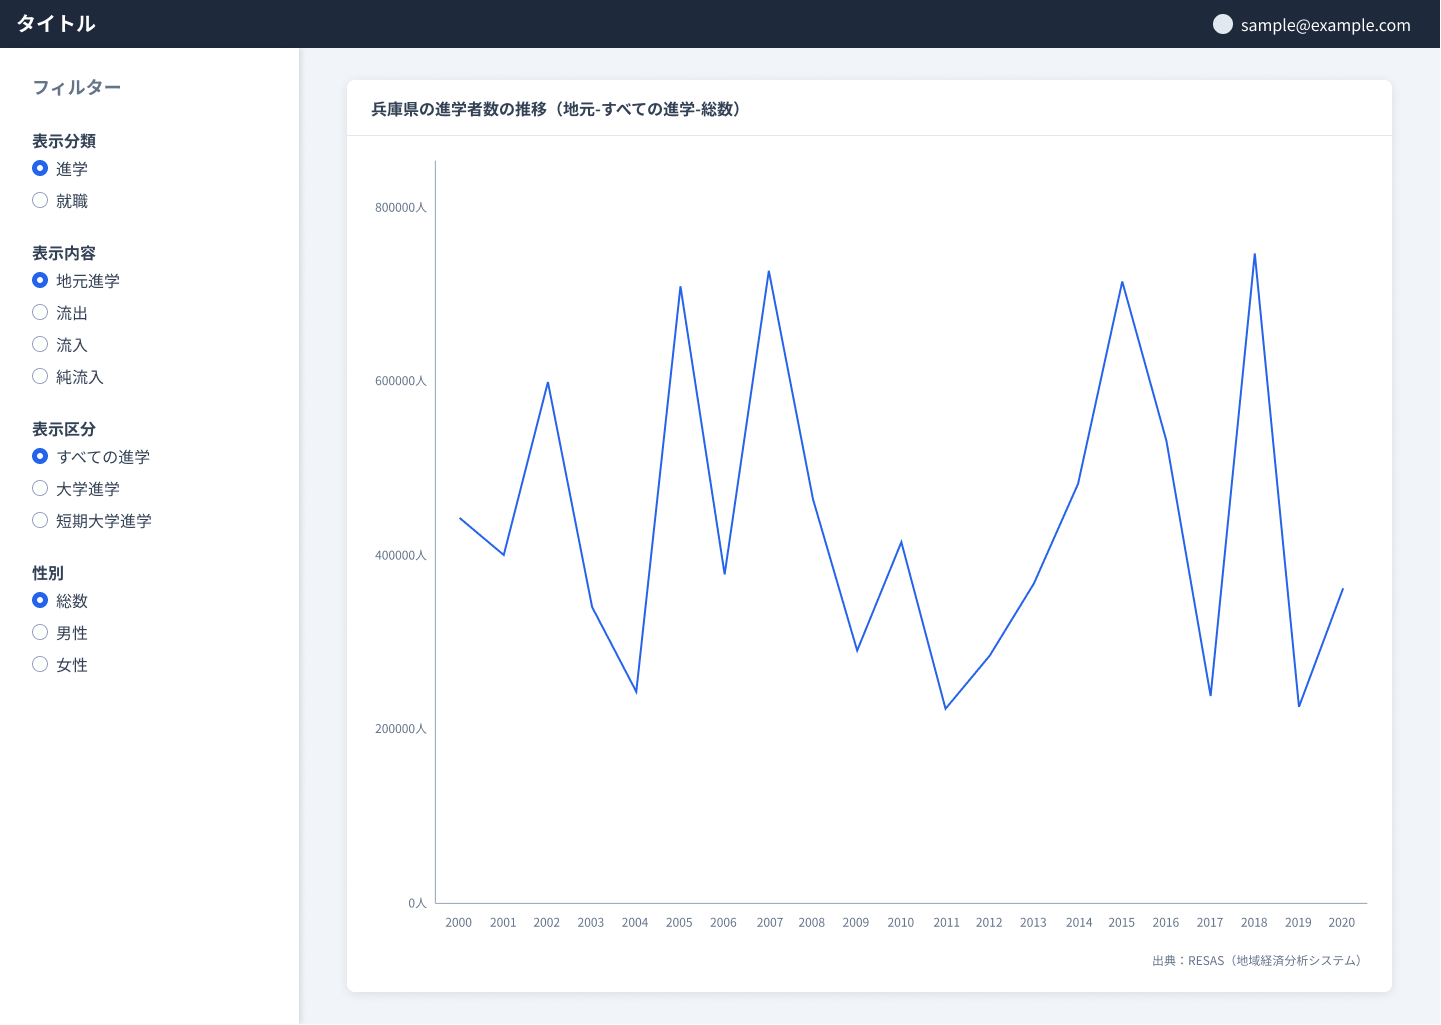 タイトル
sample@example.com
フィルター
表示分類
進学
就職
表示内容
地元進学
流出
流入
純流入
表示区分
すべての進学
大学進学
短期大学進学
性別
総数
男性
女性
兵庫県の進学者数の推移（地元-すべての進学-総数）
800000人
600000人
400000人
200000人
0人
2000 2001 2002 2003 2004 2005 2006 2007 2008 2009 2010 2011 2012 2013 2014 2015 2016 2017 2018 2019 2020
出典：RESAS（地域経済分析システム）